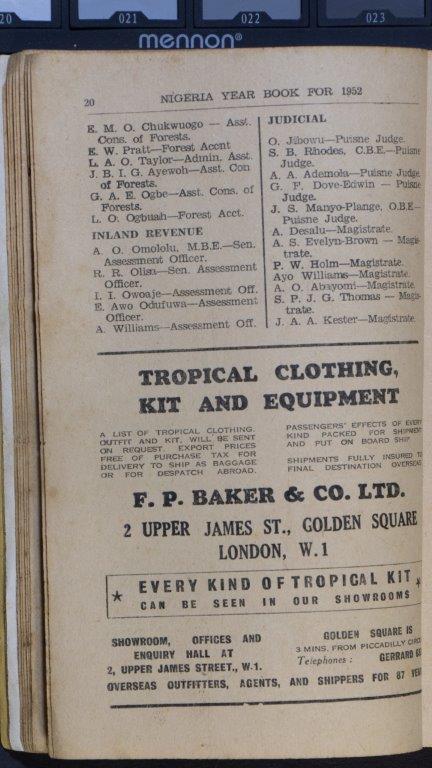 20
021
022
023
mennon®
20
NIGERIA YEAR BOOK FOR 1952
E. M. O. Chukwuogo — Asst.
Cons. of Forests.
E. W. Pratt—Forest Accnt
L. A. O. Taylor—Admin. Asst.
J. B. I. G. Ayewoh—Asst. Con
of Forests.
G. A. E. Ogbe—Asst. Cons. of
Forests.
L. O. Ogbuah—Forest Acct.
INLAND REVENUE
A. O. Omololu, M.B.E.—Sen.
Assessment Officer.
R. R. Olisa—Sen. Assessment
Officer.
I. I. Owoaje—Assessment Off.
E. Awo Odufuwa—Assessment
Officer.
A. Williams—Assessment Off.
JUDICIAL
O. Jibowu—Puisne Judge.
S. B. Rhodes, C.B.E.—Puisne
Judge.
A. A. Ademola—Puisne Judge.
G. F. Dove-Edwin — Puisne
Judge.
J. S. Manyo-Plange, O.B.E—
Puisne Judge.
A. Desalu—Magistrate.
A. S. Evelyn-Brown — Magis-
trate.
P. W. Holm—Magistrate.
Ayo Williams—Magistrate.
A. O. Abayomi—Magistrate.
S. P. J. G. Thomas — Magis-
trate.
J. A. A. Kester—Magistrate.
TROPICAL CLOTHING,
KIT AND EQUIPMENT
A LIST OF TROPICAL CLOTHING.
OUTFIT AND KIT, WILL BE SENT
ON REQUEST. EXPORT PRICES
FREE OF PURCHASE TAX FOR
DELIVERY TO SHIP AS BAGGAGE
OR FOR DESPATCH ABROAD.
PASSENGERS' EFFECTS OF EVERY
KIND PACKED FOR SHIPMENT
AND PUT ON BOARD SHIP
SHIPMENTS FULLY INSURED TO
FINAL DESTINATION OVERSEAS
F. P. BAKER & CO. LTD.
2 UPPER JAMES ST., GOLDEN SQUARE
LONDON, W.1
★ EVERY KIND OF TROPICAL KIT ★
CAN BE SEEN IN OUR SHOWROOMS
SHOWROOM, OFFICES AND
ENQUIRY HALL AT
2, UPPER JAMES STREET., W.1.
GOLDEN SQUARE IS
3 MINS. FROM PICCADILLY CIRC
Telephones :
GERRARD
OVERSEAS OUTFITTERS, AGENTS, AND SHIPPERS FOR 87 YEA